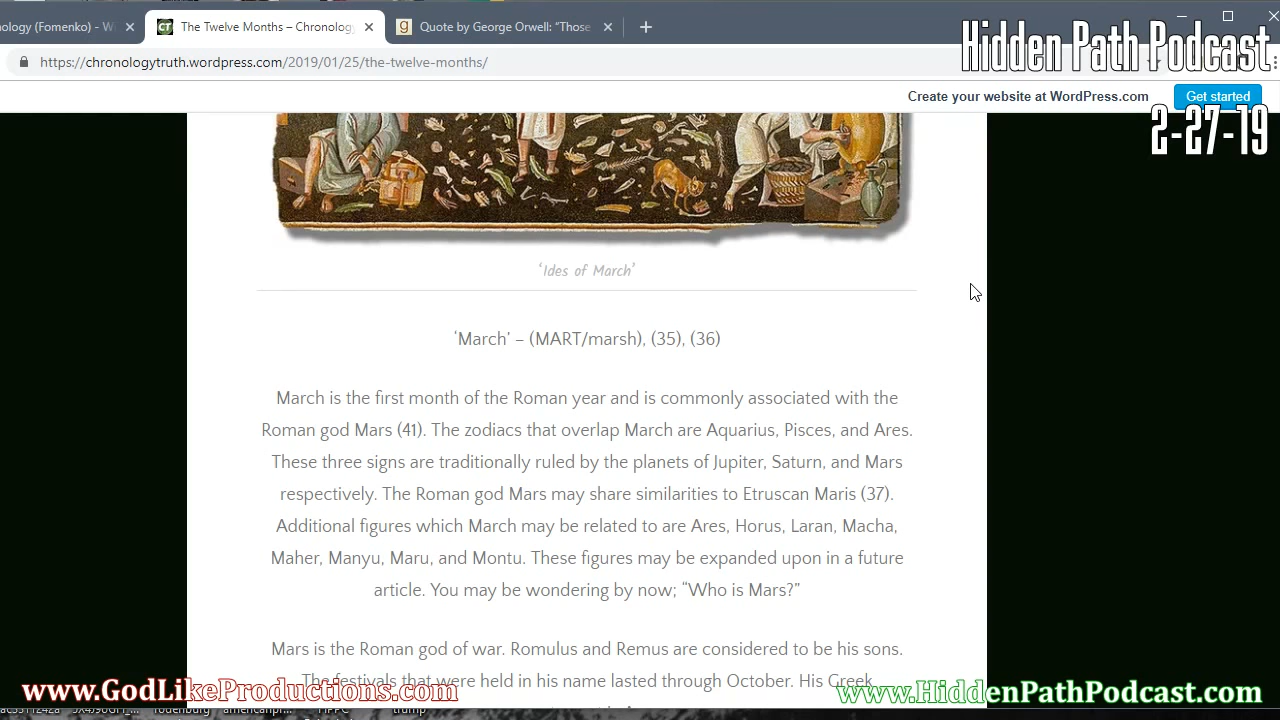 nology (Fomenko) - W
The Twelve Months – Chronology
Quote by George Orwell: “Those
Hidden Path Podcast
https://chronologytruth.wordpress.com/2019/01/25/the-twelve-months/
Create your website at WordPress.com
Get started
2-27-19
‘Ides of March’
‘March’ – (MART/marsh), (35), (36)
March is the first month of the Roman year and is commonly associated with the
Roman god Mars (41). The zodiacs that overlap March are Aquarius, Pisces, and Ares.
These three signs are traditionally ruled by the planets of Jupiter, Saturn, and Mars
respectively. The Roman god Mars may share similarities to Etruscan Maris (37).
Additional figures which March may be related to are Ares, Horus, Laran, Macha,
Maher, Manyu, Maru, and Montu. These figures may be expanded upon in a future
article. You may be wondering by now; “Who is Mars?”
Mars is the Roman god of war. Romulus and Remus are considered to be his sons.
The festivals that were held in his name lasted through October. His Greek
www.GodLikeProductions.com
www.HiddenPathPodcast.com